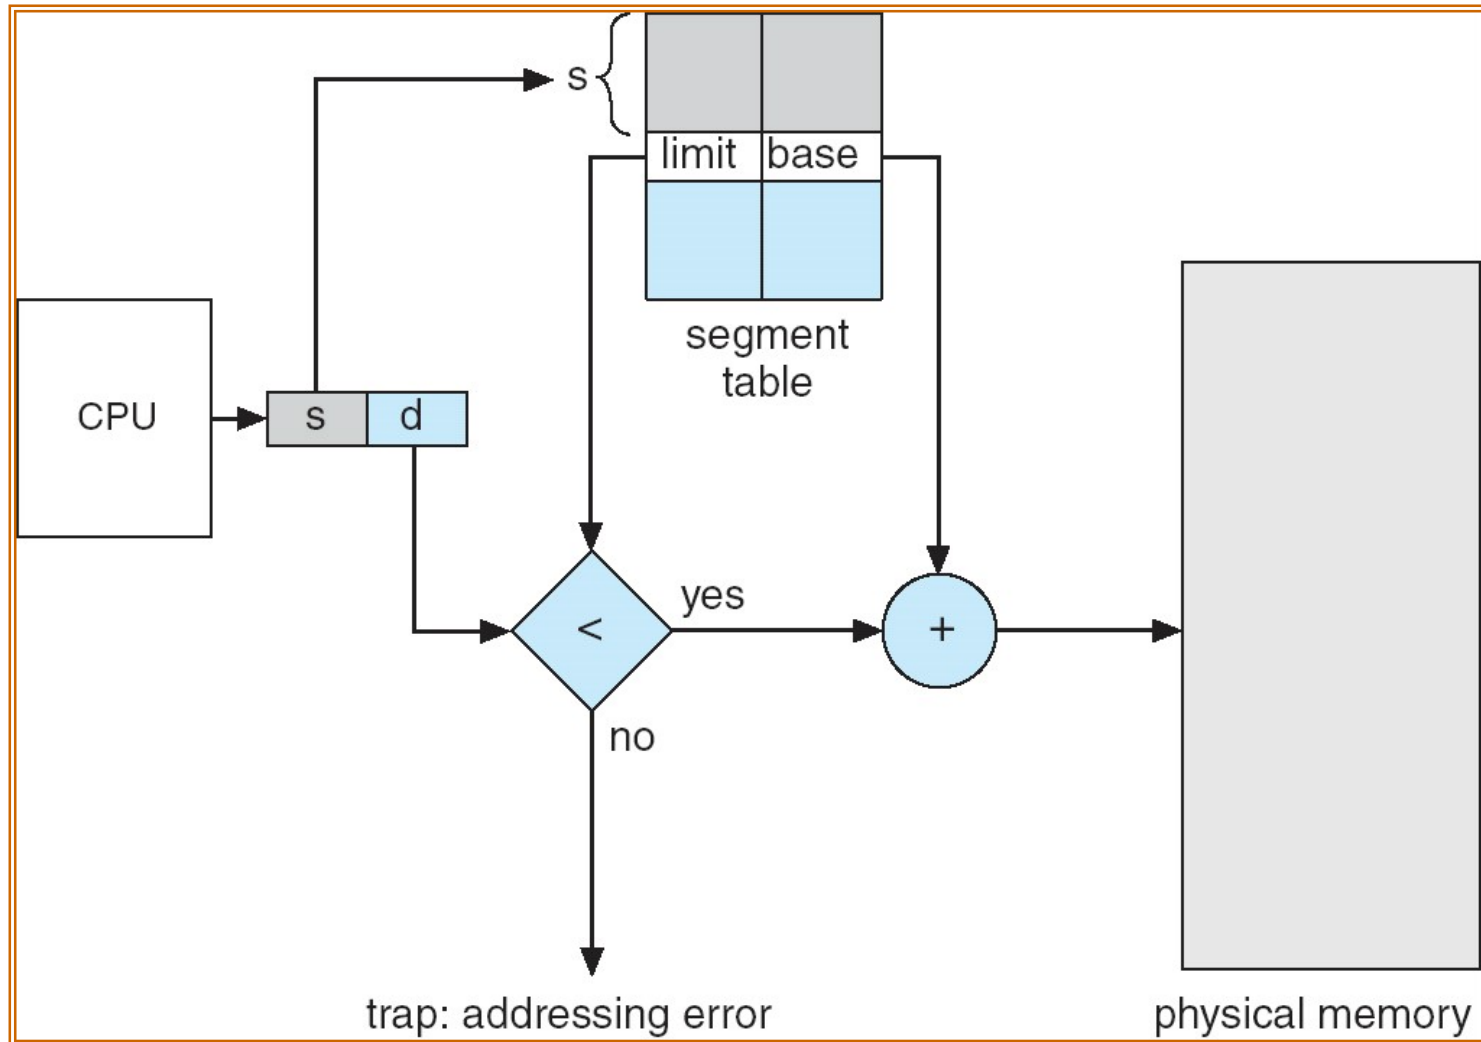 s
limit base
segment
table
CPU
s d
yes
<
+
no
trap: addressing error
physical memory